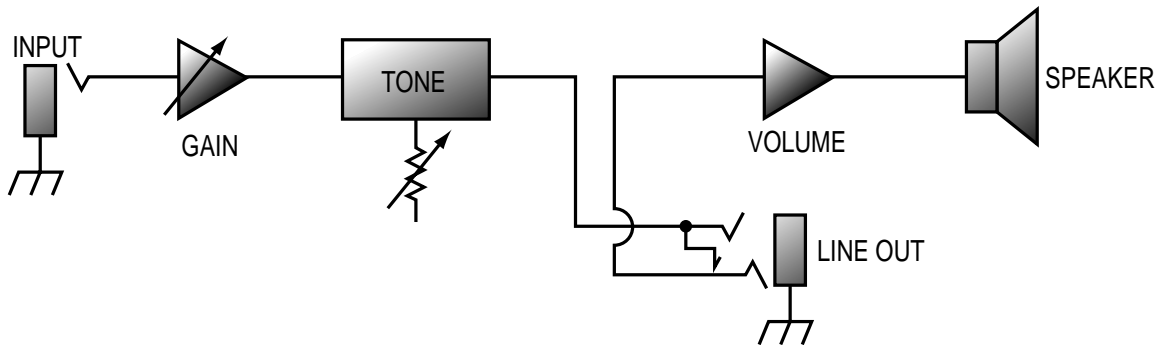 INPUT
GAIN
TONE
VOLUME
SPEAKER
LINE OUT